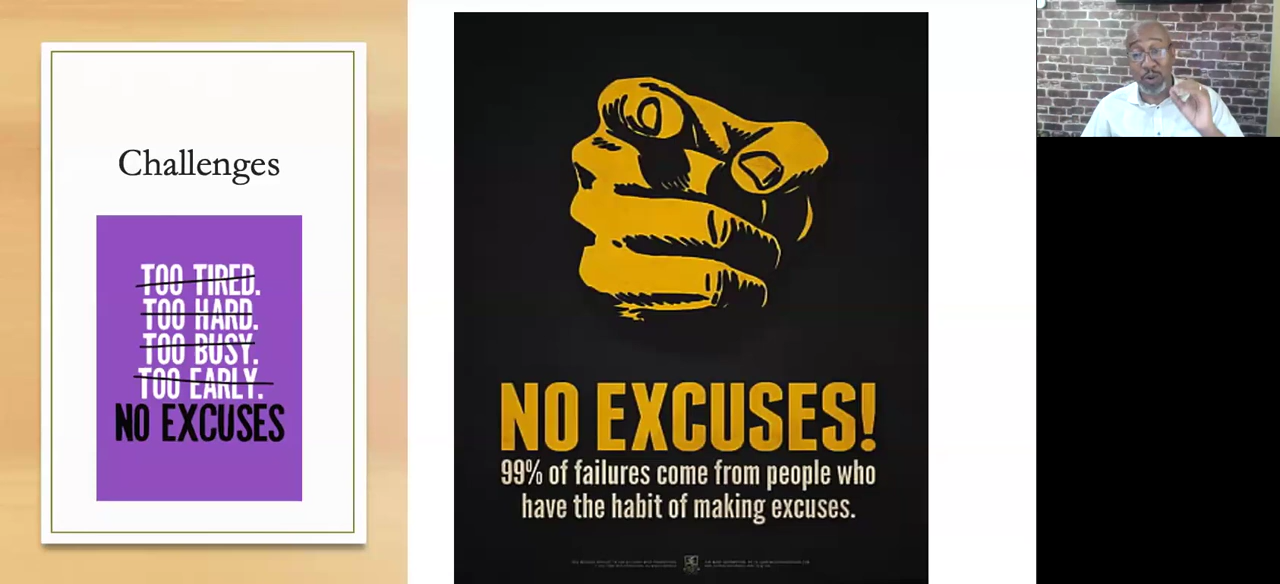 Challenges
TOO TIRED.
TOO HARD.
TOO BUSY.
TOO EARLY.
NO EXCUSES
NO EXCUSES!
99% of failures come from people who
have the habit of making excuses.